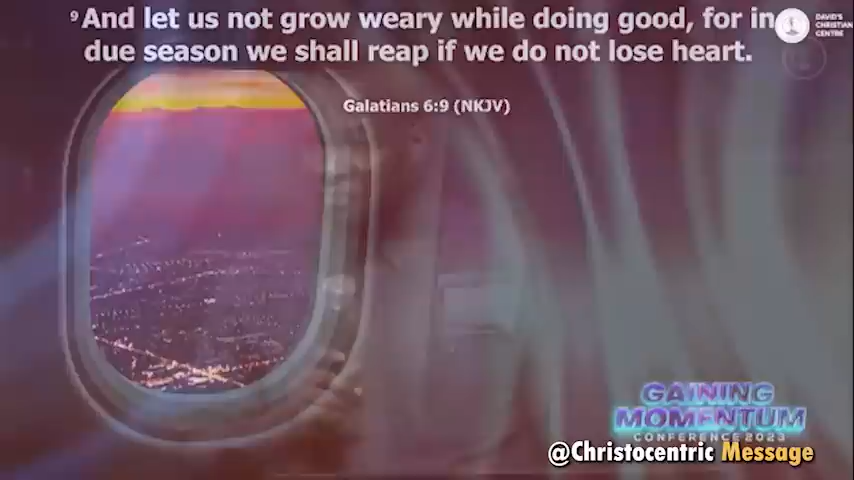 ⁹ And let us not grow weary while doing good, for in
due season we shall reap if we do not lose heart.
Galatians 6:9 (NKJV)
DAVID'S
CHRISTIAN
CENTRE
GAINING
MOMENTUM
CONFERENCE 2023
@Christocentric Message